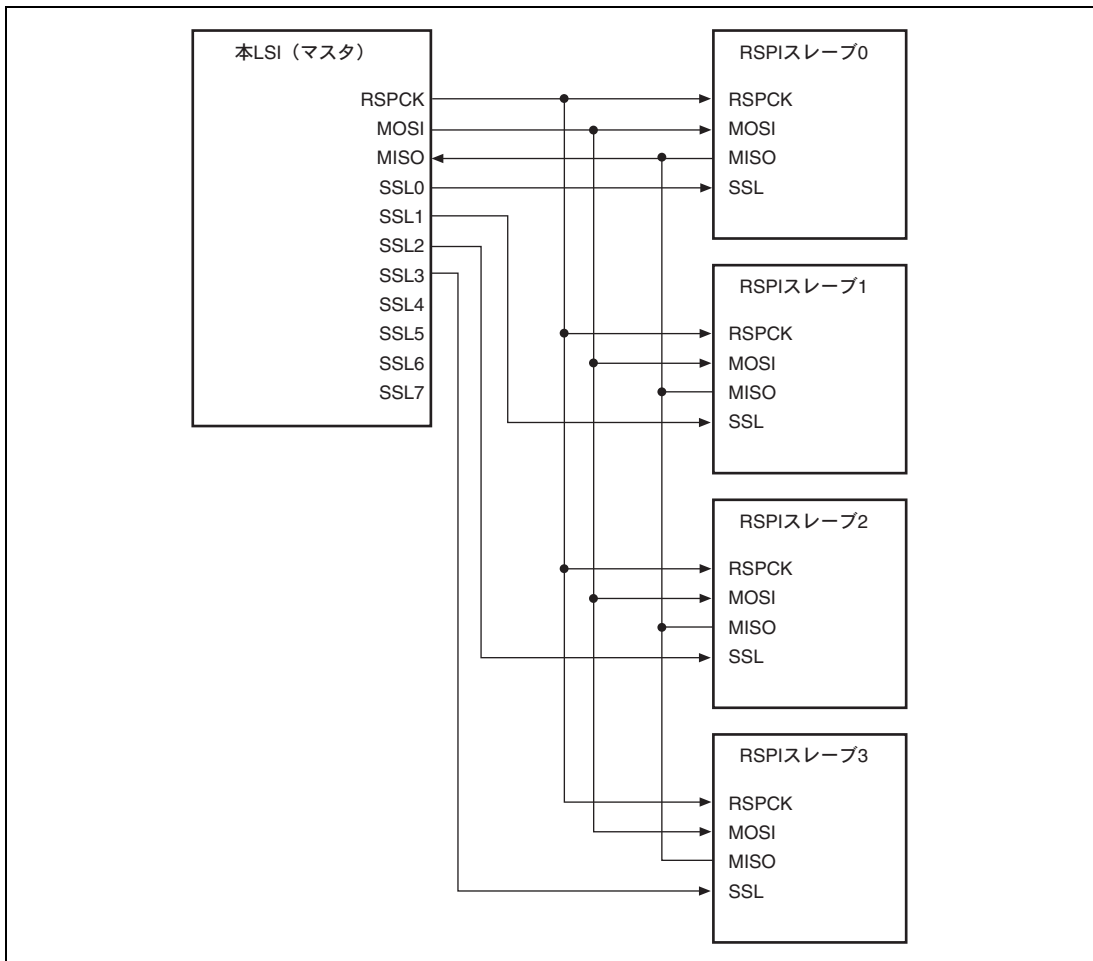 本LSI（マスタ）
RSPCK
MOSI
MISO
SSL0
SSL1
SSL2
SSL3
SSL4
SSL5
SSL6
SSL7
RSPIスレーブ0
RSPCK
MOSI
MISO
SSL
RSPIスレーブ1
RSPCK
MOSI
MISO
SSL
RSPIスレーブ2
RSPCK
MOSI
MISO
SSL
RSPIスレーブ3
RSPCK
MOSI
MISO
SSL